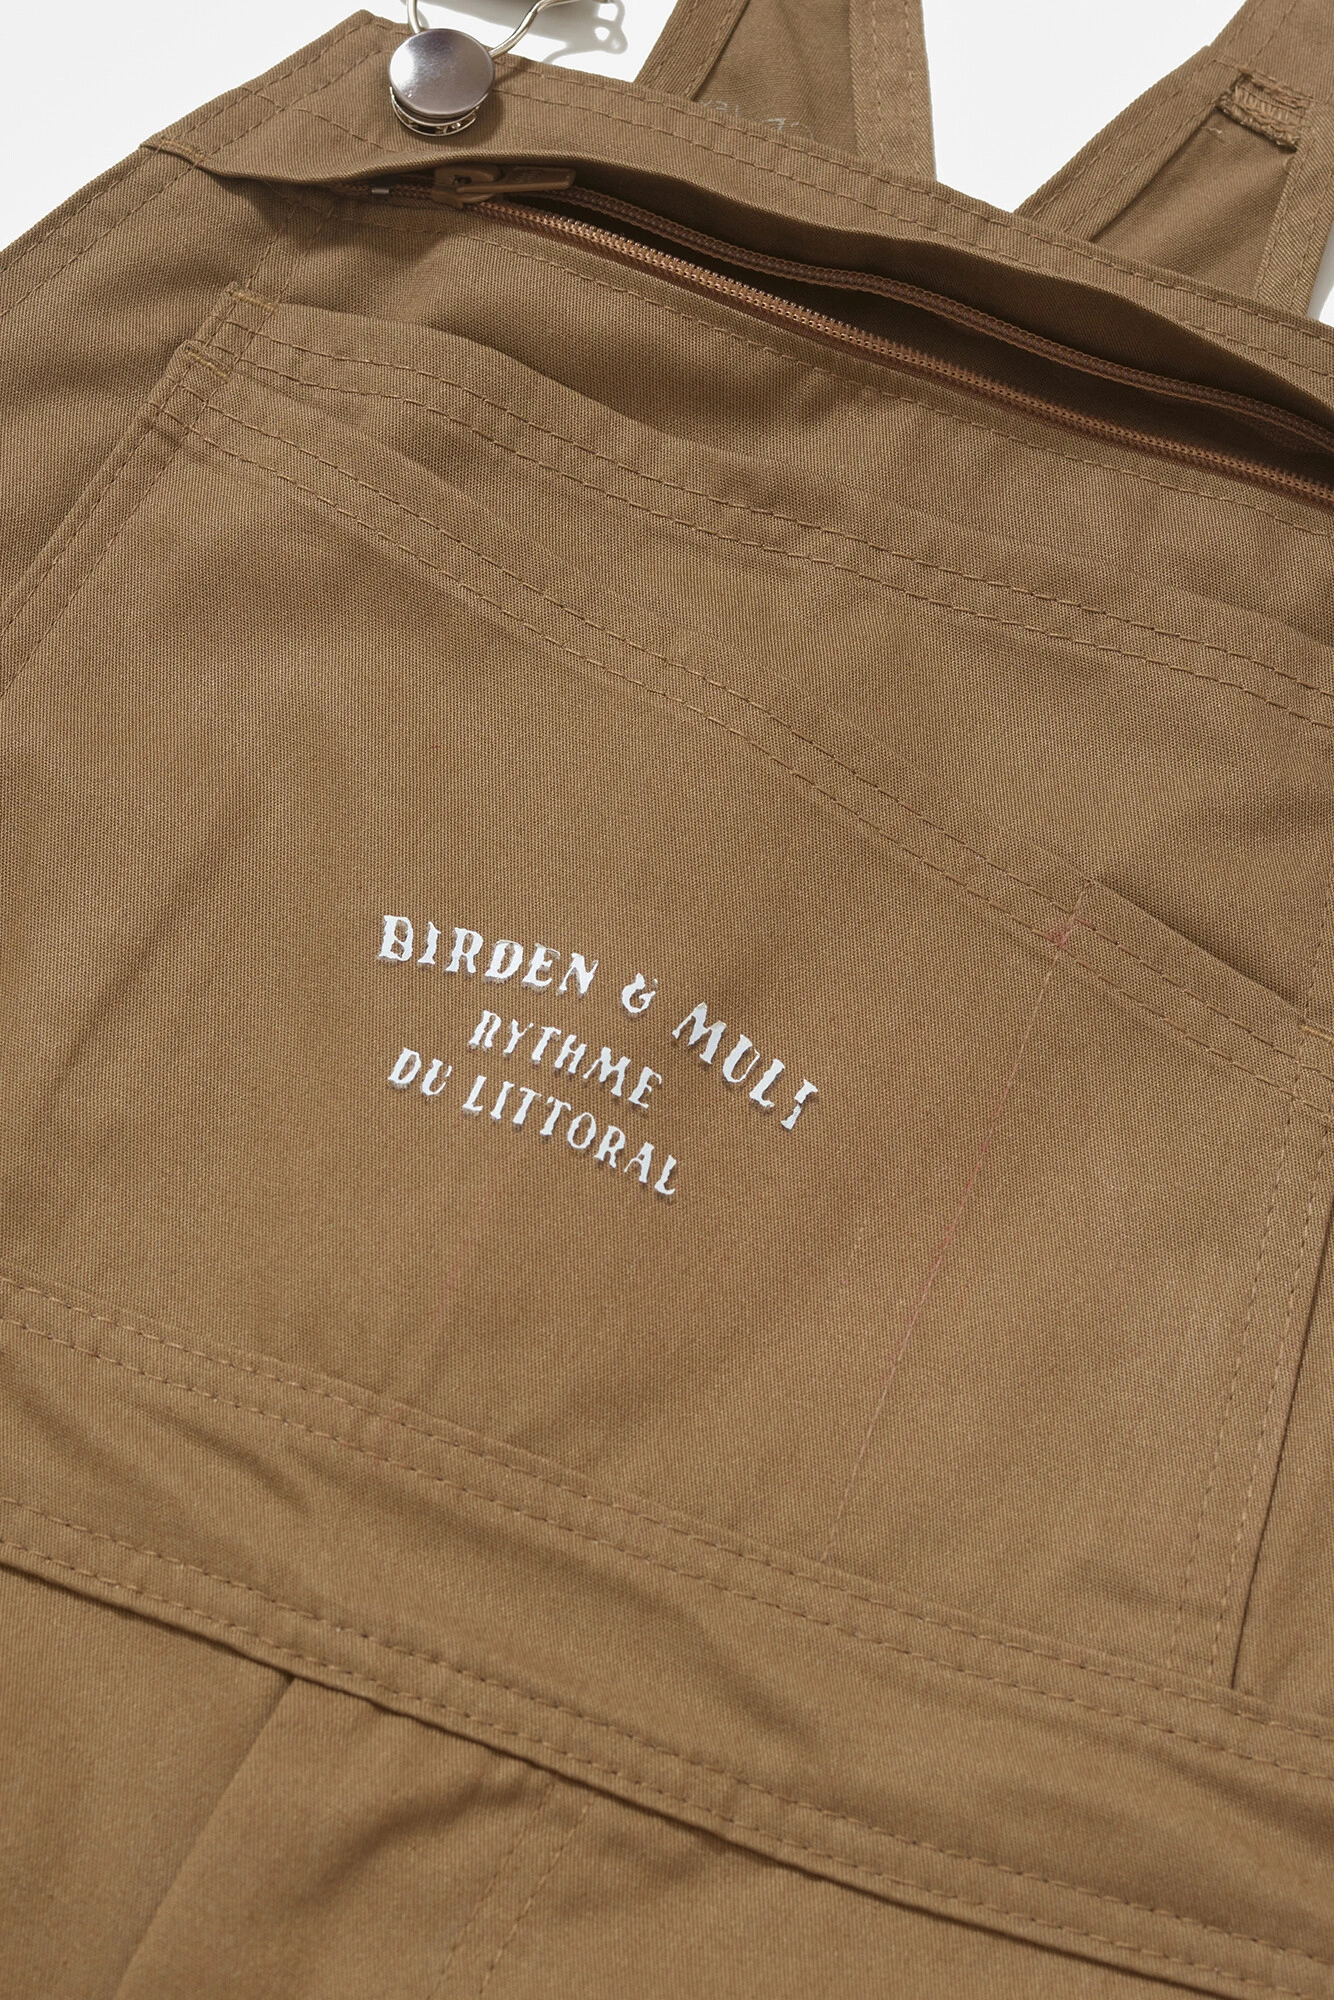 BIRDEN & MULI
RYTHME
DU LITTORAL